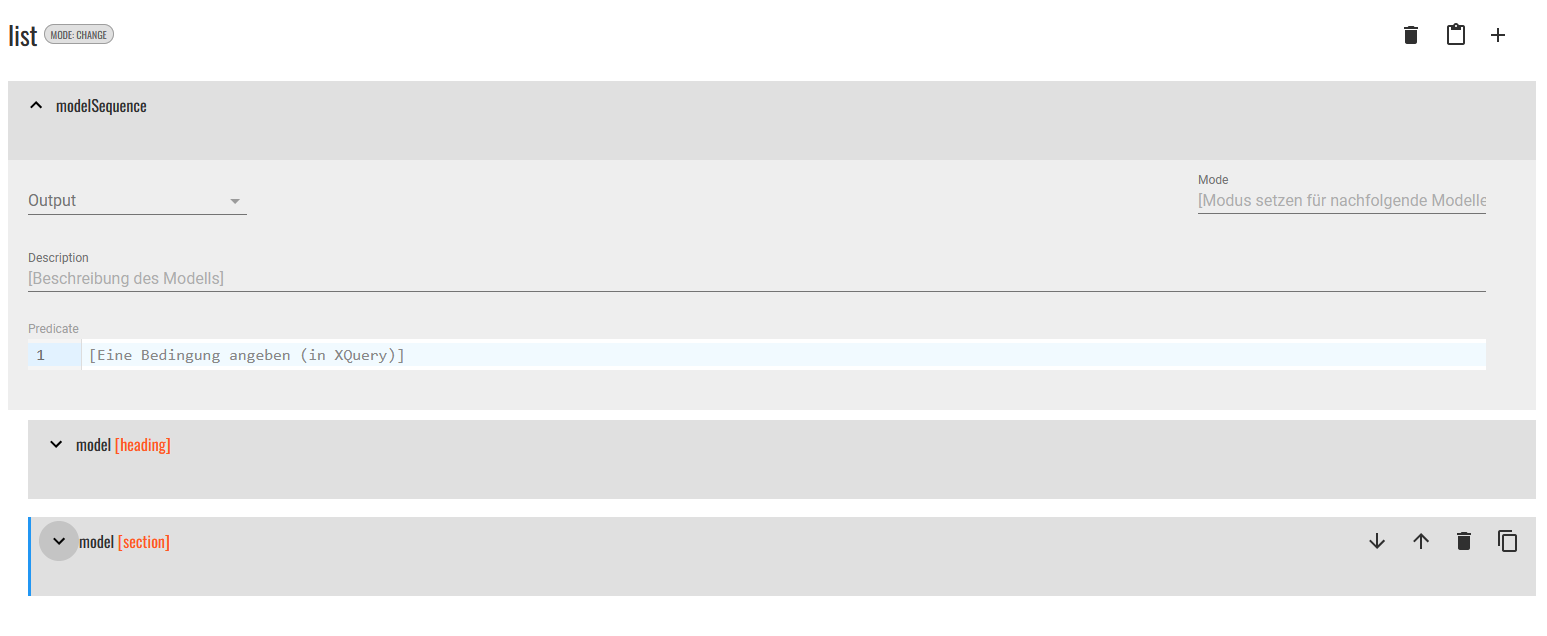 list MODE: CHANGE
modelSequence
Mode
Output [Modus setzen für nachfolgende Modelle
Description
[Beschreibung des Modells]
Predicate
1 [Eine Bedingung angeben (in XQuery)]
model [heading]
model [section]